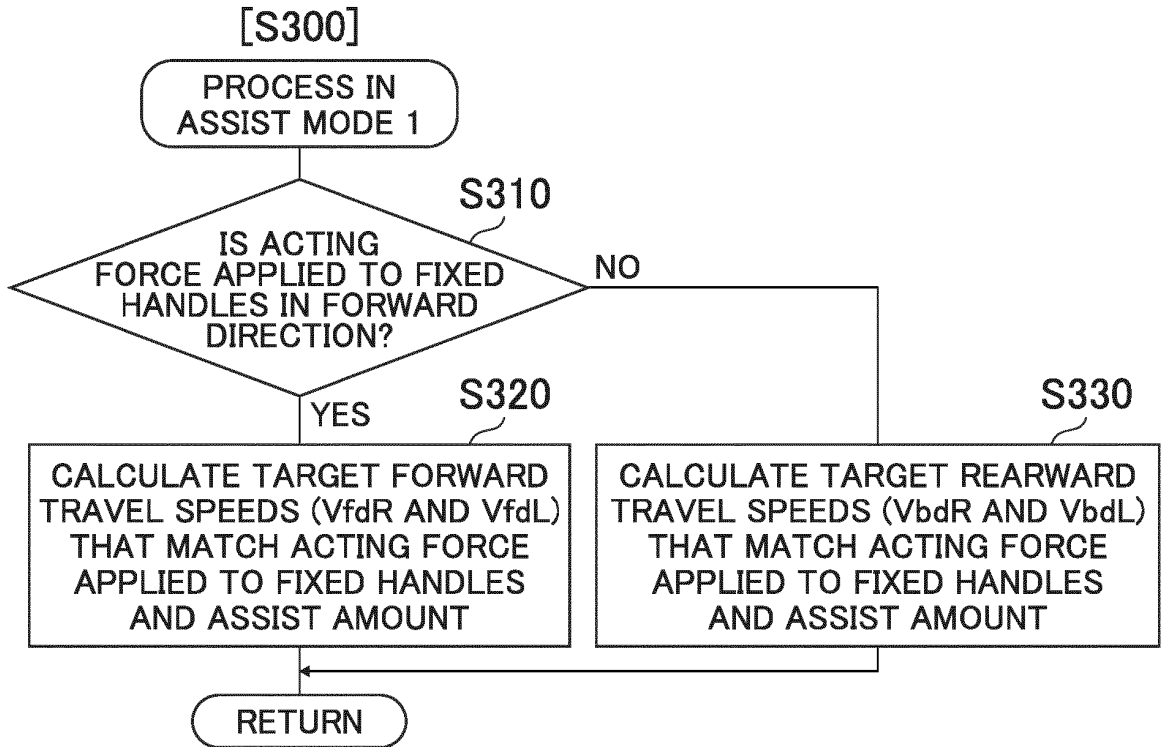 [S300]
PROCESS IN
ASSIST MODE 1
S310
IS ACTING
FORCE APPLIED TO FIXED
HANDLES IN FORWARD
DIRECTION?
NO
YES
S320
CALCULATE TARGET FORWARD
TRAVEL SPEEDS (VfdR AND VfdL)
THAT MATCH ACTING FORCE
APPLIED TO FIXED HANDLES
AND ASSIST AMOUNT
S330
CALCULATE TARGET REARWARD
TRAVEL SPEEDS (VbdR AND VbdL)
THAT MATCH ACTING FORCE
APPLIED TO FIXED HANDLES
AND ASSIST AMOUNT
RETURN